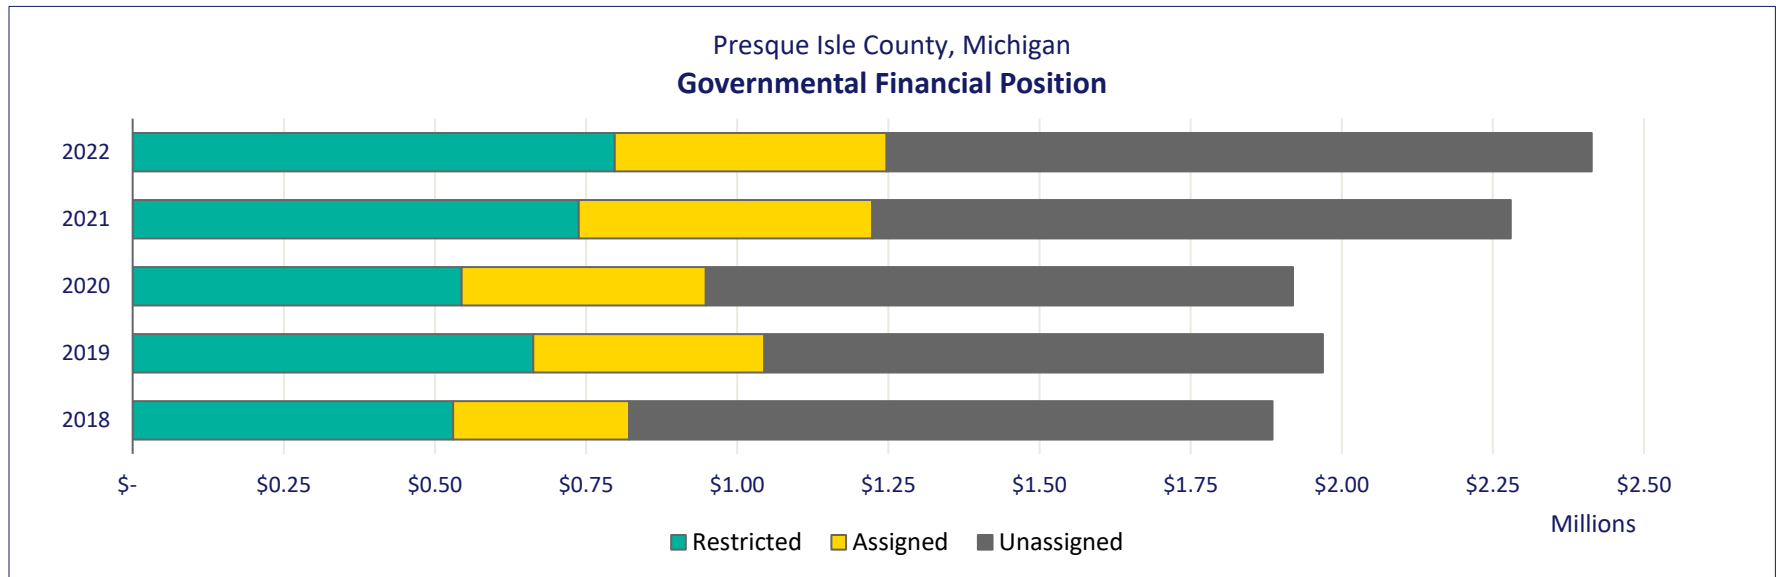 Presque Isle County, Michigan
Governmental Financial Position
2022
2021
2020
2019
2018
$- $0.25 $0.50 $0.75 $1.00 $1.25 $1.50 $1.75 $2.00 $2.25 $2.50
Millions
Restricted Assigned Unassigned